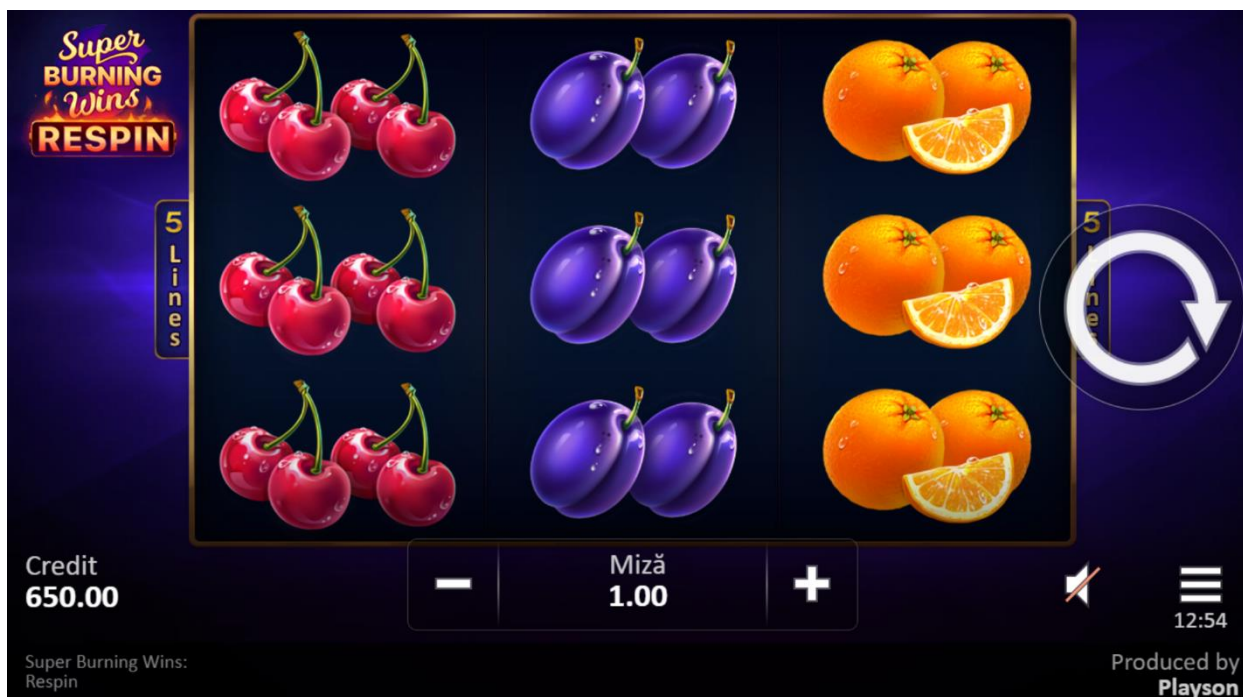 Super
BURNING
Wins
RESPIN
5
Lines
5
Credit
650.00
Miză
1.00
12:54
Super Burning Wins:
Respin
Produced by
Playson